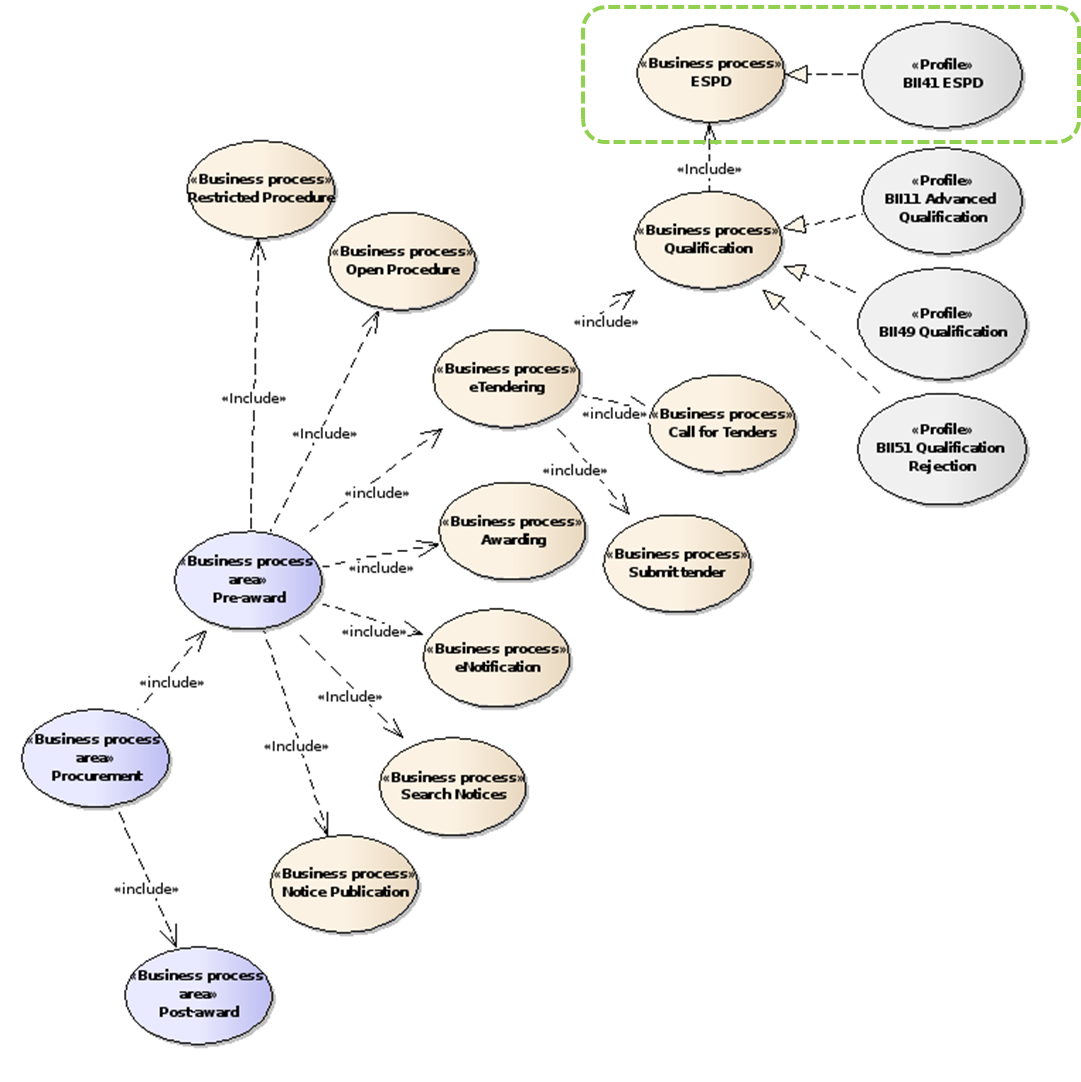 «Business process»
ESPD
«Profile»
BII41 ESPD
«Include»
«Business process»
Restricted Procedure
«Profile»
BII11 Advanced
Qualification
«Business process»
Qualification
«Business process»
Open Procedure
«Profile»
BII49 Qualification
«include»
«Business process»
eTendering
«Include»
«include»
«Business process»
Call for Tenders
«Profile»
BII51 Qualification
Rejection
«Include»
«include»
«include»
«Business process»
Awarding
«Business process»
Submit tender
«Business process
area»
Pre-award
«include»
«include»
«Business process»
eNotification
«include»
«Include»
«Business process
area»
Procurement
«Include»
«Business process»
Search Notices
«include»
«Business process»
Notice Publication
«Business process
area»
Post-award